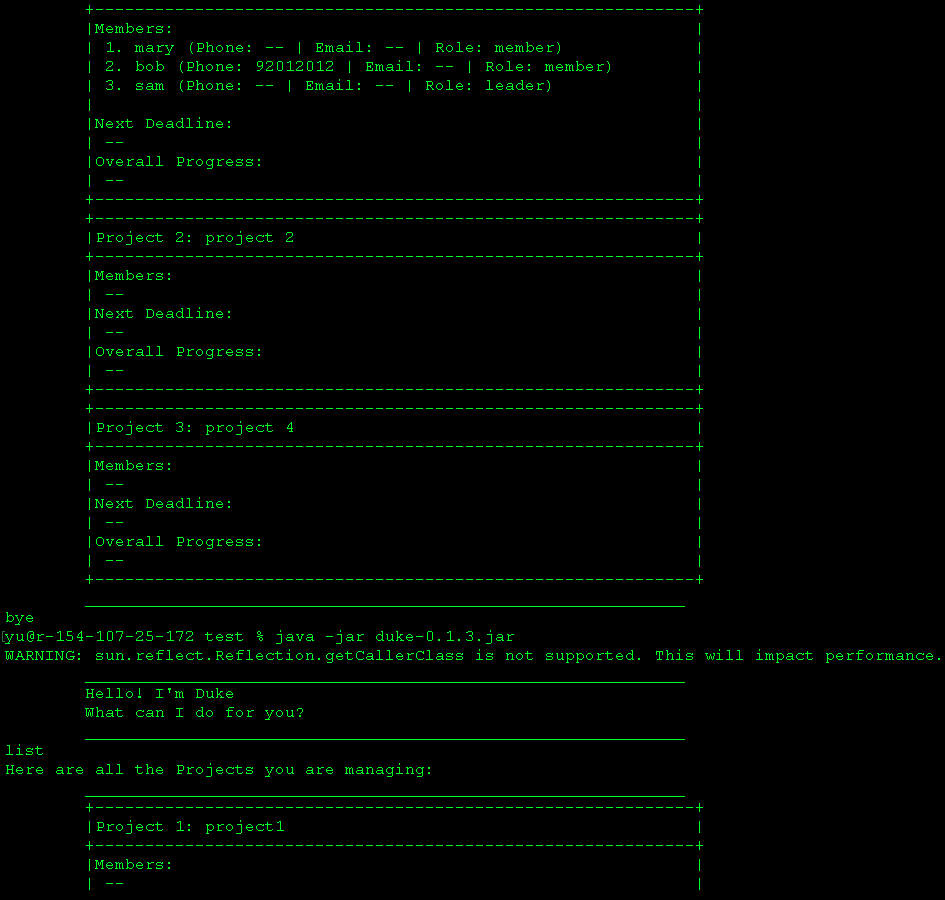 +-------------------------------------------------------------+
|Members: |
| 1. mary (Phone: -- | Email: -- | Role: member) |
| 2. bob (Phone: 92012012 | Email: -- | Role: member) |
| 3. sam (Phone: -- | Email: -- | Role: leader) |
| |
|Next Deadline: |
| -- |
|Overall Progress: |
| -- |
+-------------------------------------------------------------+
+-------------------------------------------------------------+
|Project 2: project 2 |
+-------------------------------------------------------------+
|Members: |
| -- |
|Next Deadline: |
| -- |
|Overall Progress: |
| -- |
+-------------------------------------------------------------+
+-------------------------------------------------------------+
|Project 3: project 4 |
+-------------------------------------------------------------+
|Members: |
| -- |
|Next Deadline: |
| -- |
|Overall Progress: |
| -- |
+-------------------------------------------------------------+
____________________________________________________________
bye
yu@r-154-107-25-172 test % java -jar duke-0.1.3.jar
WARNING: sun.reflect.Reflection.getCallerClass is not supported. This will impact performance.
____________________________________________________________
Hello! I'm Duke
What can I do for you?
____________________________________________________________
list
Here are all the Projects you are managing:
____________________________________________________________
+-------------------------------------------------------------+
|Project 1: project1 |
+-------------------------------------------------------------+
|Members: |
| -- |